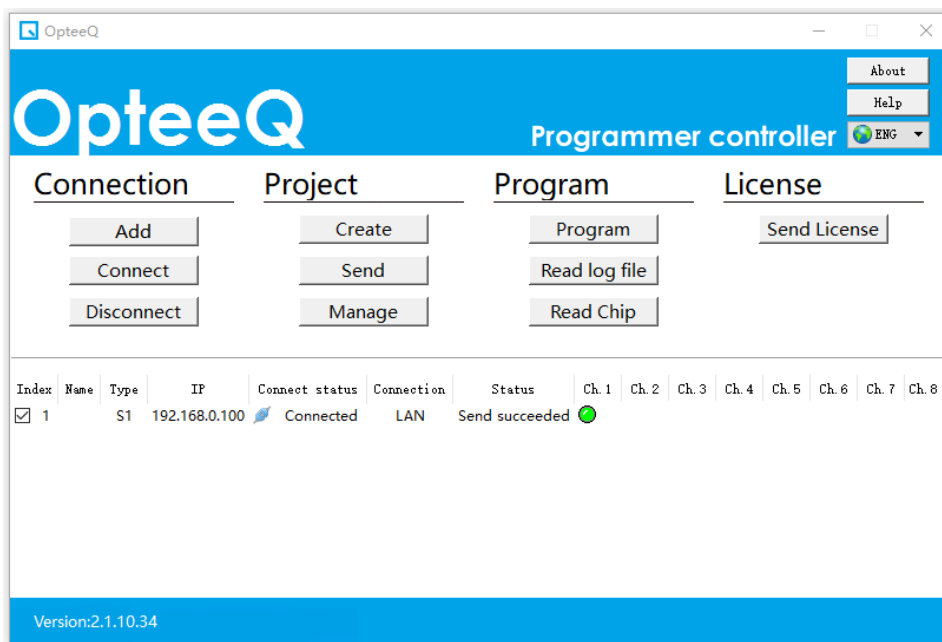 OpteeQ
About
Help
OpteeQ
Programmer controller
ENG
Connection Project Program License
Add Create Program Send License
Connect Send Read log file
Disconnect Manage Read Chip
Index Name Type IP Connect status Connection Status Ch.1 Ch.2 Ch.3 Ch.4 Ch.5 Ch.6 Ch.7 Ch.8
1 S1 192.168.0.100 Connected LAN Send succeeded
Version:2.1.10.34